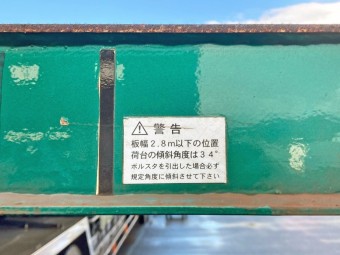 ⚠ 警告
板幅2.8m以下の位置
荷台の傾斜角度は34°
ボルスタを引出した場合必ず
規定角度に傾斜させて下さい